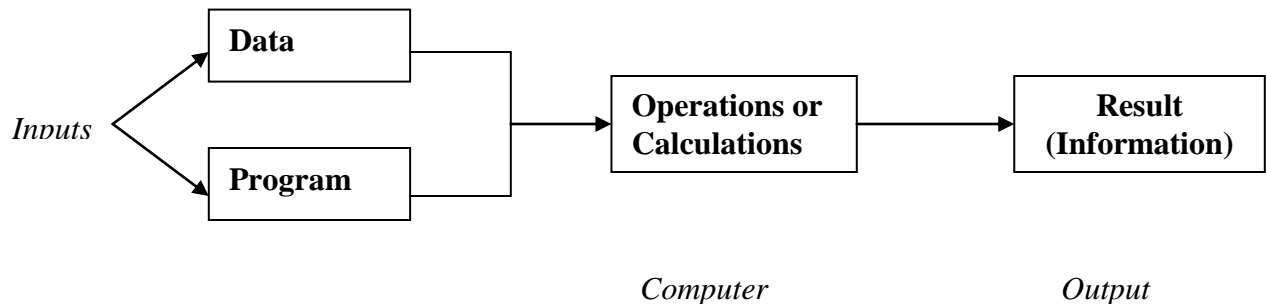 Data
Inputs
Program
Operations or
Calculations
Result
(Information)
Computer
Output